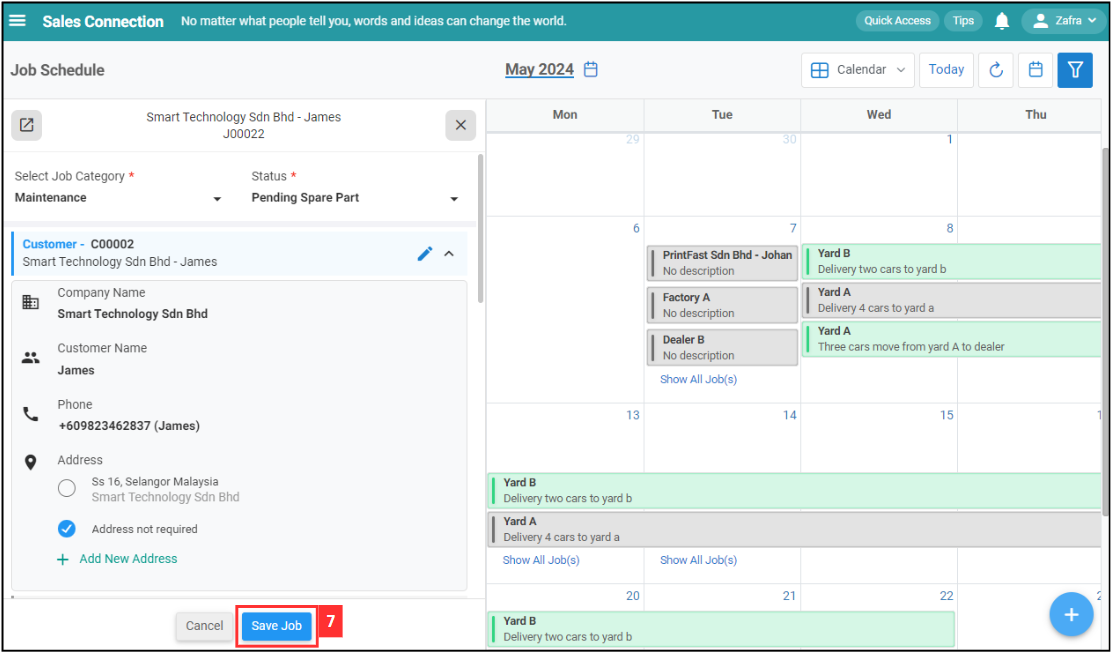 Sales Connection No matter what people tell you, words and ideas can change the world. Quick Access Tips Zafra
Job Schedule May 2024 Calendar Today
Smart Technology Sdn Bhd - James
J00022
Select Job Category * Status *
Maintenance Pending Spare Part
Customer - C00002
Smart Technology Sdn Bhd - James
Company Name
Smart Technology Sdn Bhd
Customer Name
James
Phone
+609823462837 (James)
Address
Ss 16, Selangor Malaysia
Smart Technology Sdn Bhd
Address not required
+ Add New Address
Cancel Save Job 7
Mon Tue Wed Thu
29 30 1
6 7 8
PrintFast Sdn Bhd - Johan
No description
Factory A
No description
Dealer B
No description
Show All Job(s)
Yard B
Delivery two cars to yard b
Yard A
Delivery 4 cars to yard a
Yard A
Three cars move from yard A to dealer
13 14 15
Yard B
Delivery two cars to yard b
Yard A
Delivery 4 cars to yard a
Show All Job(s) Show All Job(s)
20 21 22
Yard B
Delivery two cars to yard b
+